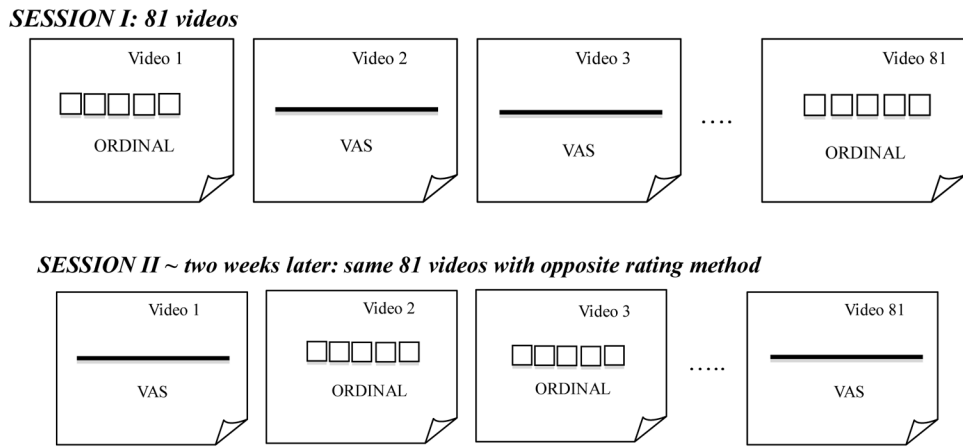 SESSION I: 81 videos
Video 1 Video 2 Video 3 Video 81
ORDINAL VAS VAS …. ORDINAL
SESSION II ~ two weeks later: same 81 videos with opposite rating method
Video 1 Video 2 Video 3 Video 81
VAS ORDINAL ORDINAL ….. VAS